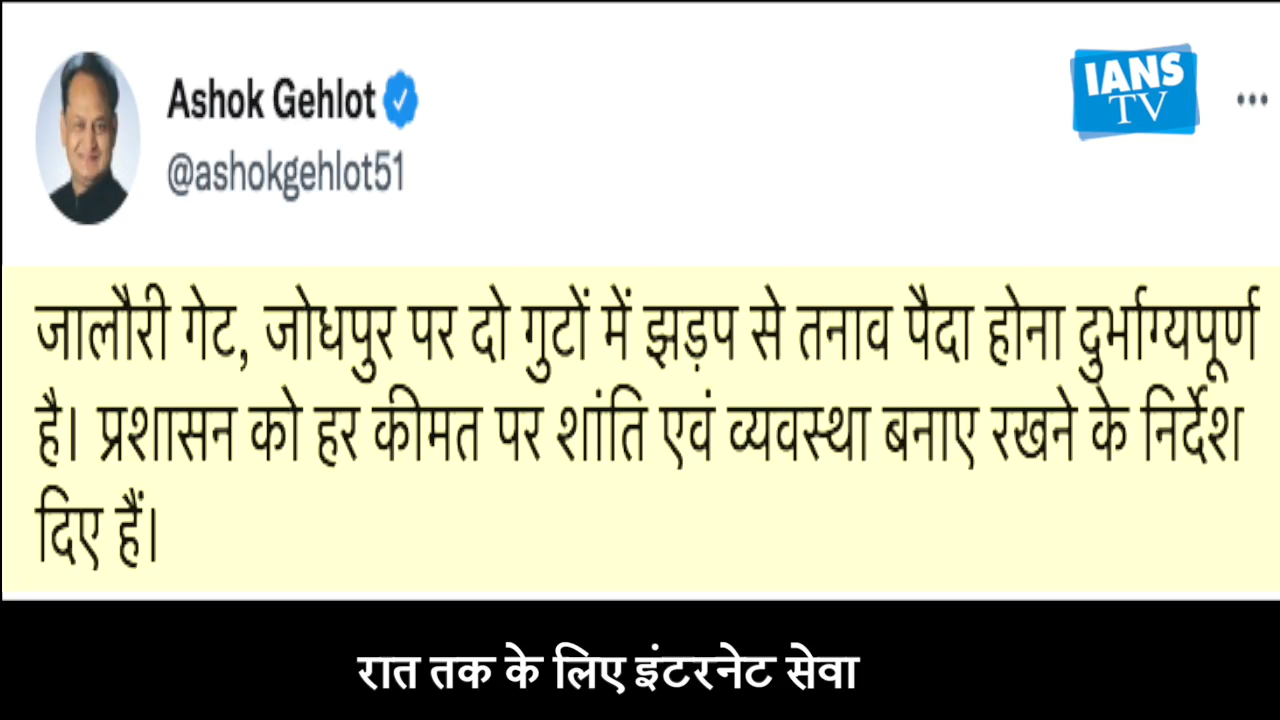 Ashok Gehlot
@ashokgehlot51
IANS
TV
जालौरी गेट, जोधपुर पर दो गुटों में झड़प से तनाव पैदा होना दुर्भाग्यपूर्ण
है। प्रशासन को हर कीमत पर शांति एवं व्यवस्था बनाए रखने के निर्देश
दिए हैं।
रात तक के लिए इंटरनेट सेवा